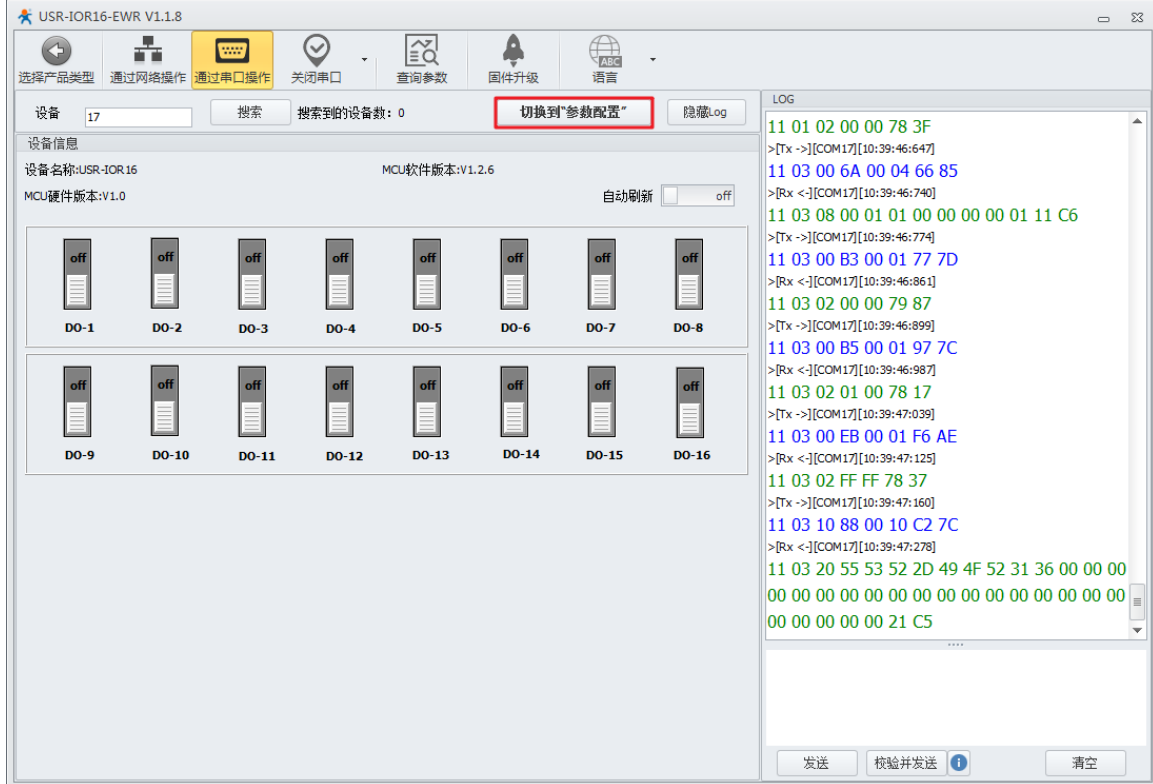 USR-IOR16-EWR V1.1.8
选择产品类型 通过网络操作 通过串口操作 关闭串口 查询参数 固件升级 ABC 语言
设备 17 搜索 搜索到的设备数: 0 切换到"参数配置" 隐藏Log
设备信息
设备名称:USR-IOR16 MCU软件版本:V1.2.6
MCU硬件版本:V1.0 自动刷新 off
off off off off off off off off
DO-1 DO-2 DO-3 DO-4 DO-5 DO-6 DO-7 DO-8
off off off off off off off off
DO-9 DO-10 DO-11 DO-12 DO-13 DO-14 DO-15 DO-16
LOG
11 01 02 00 00 78 3F
>[Tx ->][COM17][10:39:46:647]
11 03 00 6A 00 04 66 85
>[Rx <-][COM17][10:39:46:740]
11 03 08 00 01 01 00 00 00 00 01 11 C6
>[Tx ->][COM17][10:39:46:774]
11 03 00 B3 00 01 77 7D
>[Rx <-][COM17][10:39:46:861]
11 03 02 00 00 79 87
>[Tx ->][COM17][10:39:46:899]
11 03 00 B5 00 01 97 7C
>[Rx <-][COM17][10:39:46:987]
11 03 02 01 00 78 17
>[Tx ->][COM17][10:39:47:039]
11 03 00 EB 00 01 F6 AE
>[Rx <-][COM17][10:39:47:125]
11 03 02 FF FF 78 37
>[Tx ->][COM17][10:39:47:160]
11 03 10 88 00 10 C2 7C
>[Rx <-][COM17][10:39:47:278]
11 03 20 55 53 52 2D 49 4F 52 31 36 00 00 00
00 00 00 00 00 00 00 00 00 00 00 00 00 00 00
00 00 00 00 00 21 C5
发送 校验并发送 清空